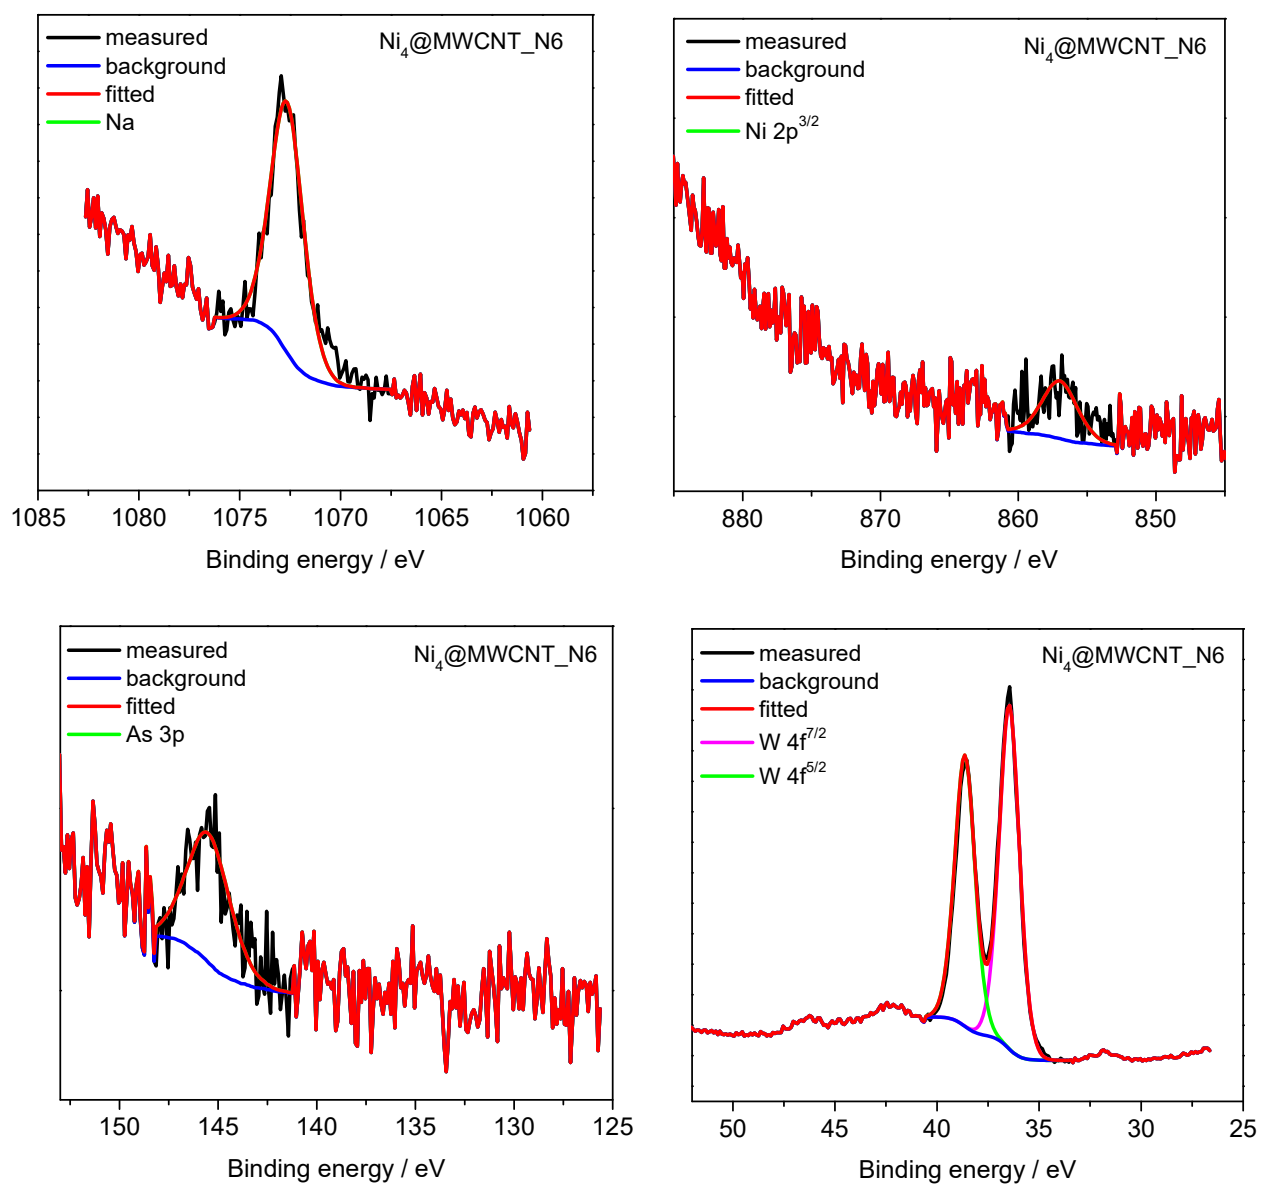 measured
background
fitted
Na
Ni₄@MWCNT_N6
1085 1080 1075 1070 1065 1060
Binding energy / eV
measured
background
fitted
Ni 2p³/²
Ni₄@MWCNT_N6
880 870 860 850
Binding energy / eV
measured
background
fitted
As 3p
Ni₄@MWCNT_N6
150 145 140 135 130 125
Binding energy / eV
measured
background
fitted
W 4f⁷/²
W 4f⁵/²
Ni₄@MWCNT_N6
50 45 40 35 30 25
Binding energy / eV